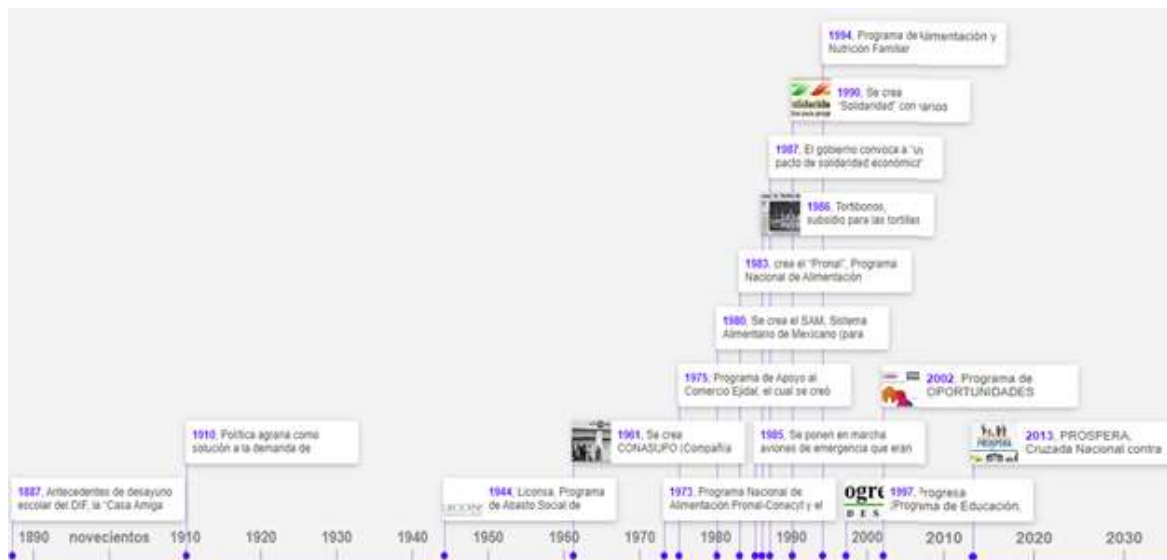 1994, Programa de Alimentación y
Nutrición Familiar
1990, Se crea
"Solidaridad" con varios
1987, El gobierno convoca a "u
pacto de solidaridad económica"
1986, Tortibonos,
subsidio para las tortillas
1983, crea el "Pronal", Programa
Nacional de Alimentación
1980, Se crea el SAM, Sistema
Alimentario de Mexicano (para
1975, Programa de Apoyo al
Comercio Ejidal, el cual se creó
2002, Programa de
OPORTUNIDADES
1910, Política agraria como
solución a la demanda de
1961, Se crea
CONASUPO (Compañía
1985, Se ponen en marcha
aviones de emergencia que eran
PROSPERA
2013, PROSPERA,
Cruzada Nacional contra
1887, Antecedentes de desayuno
escolar del DIF, la "Casa Amiga
1944, Liconsa, Programa
de Abasto Social de
1973, Programa Nacional de
Alimentación Pronal-Conacyt y el
ogre
DES
1997, Progresa
(Programa de Educación,
1890 novecientos 1910 1920 1930 1940 1950 1960 1970 1980 1990 2000 2010 2020 2030